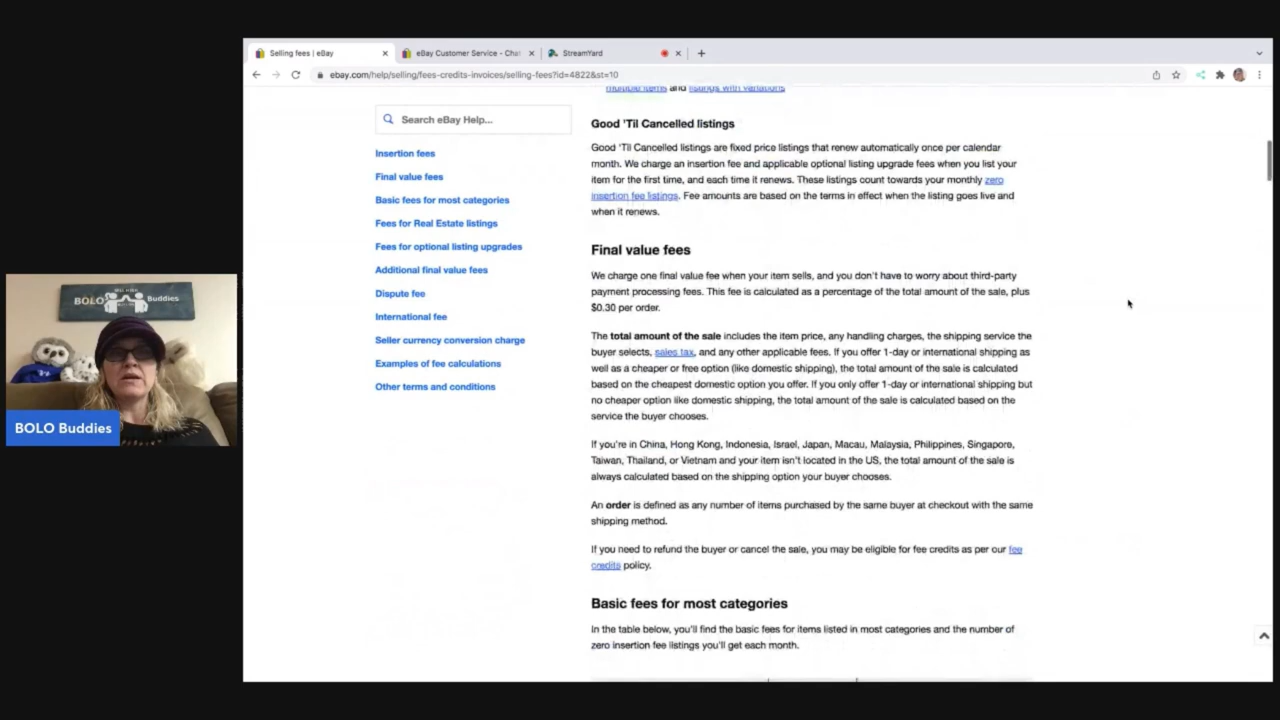 Selling fees | eBay
eBay Customer Service - Chat
StreamYard
ebay.com/help/selling/fees-credits-invoices/selling-fees?id=4822&st=10
multiple items and listings with variations
Search eBay Help...
Insertion fees
Final value fees
Basic fees for most categories
Fees for Real Estate listings
Fees for optional listing upgrades
Additional final value fees
Dispute fee
International fee
Seller currency conversion charge
Examples of fee calculations
Other terms and conditions
Good 'Til Cancelled listings
Good 'Til Cancelled listings are fixed price listings that renew automatically once per calendar
month. We charge an insertion fee and applicable optional listing upgrade fees when you list your
item for the first time, and each time it renews. These listings count towards your monthly zero
insertion fee listings. Fee amounts are based on the terms in effect when the listing goes live and
when it renews.
Final value fees
We charge one final value fee when your item sells, and you don't have to worry about third-party
payment processing fees. This fee is calculated as a percentage of the total amount of the sale, plus
$0.30 per order.
The total amount of the sale includes the item price, any handling charges, the shipping service the
buyer selects, sales tax, and any other applicable fees. If you offer 1-day or international shipping as
well as a cheaper or free option (like domestic shipping), the total amount of the sale is calculated
based on the cheapest domestic option you offer. If you only offer 1-day or international shipping but
no cheaper option like domestic shipping, the total amount of the sale is calculated based on the
service the buyer chooses.
If you're in China, Hong Kong, Indonesia, Israel, Japan, Macau, Malaysia, Philippines, Singapore,
Taiwan, Thailand, or Vietnam and your item isn't located in the US, the total amount of the sale is
always calculated based on the shipping option your buyer chooses.
An order is defined as any number of items purchased by the same buyer at checkout with the same
shipping method.
If you need to refund the buyer or cancel the sale, you may be eligible for fee credits as per our fee
credits policy.
Basic fees for most categories
In the table below, you'll find the basic fees for items listed in most categories and the number of
zero insertion fee listings you'll get each month.
BOLO Buddies
BOLO Buddies